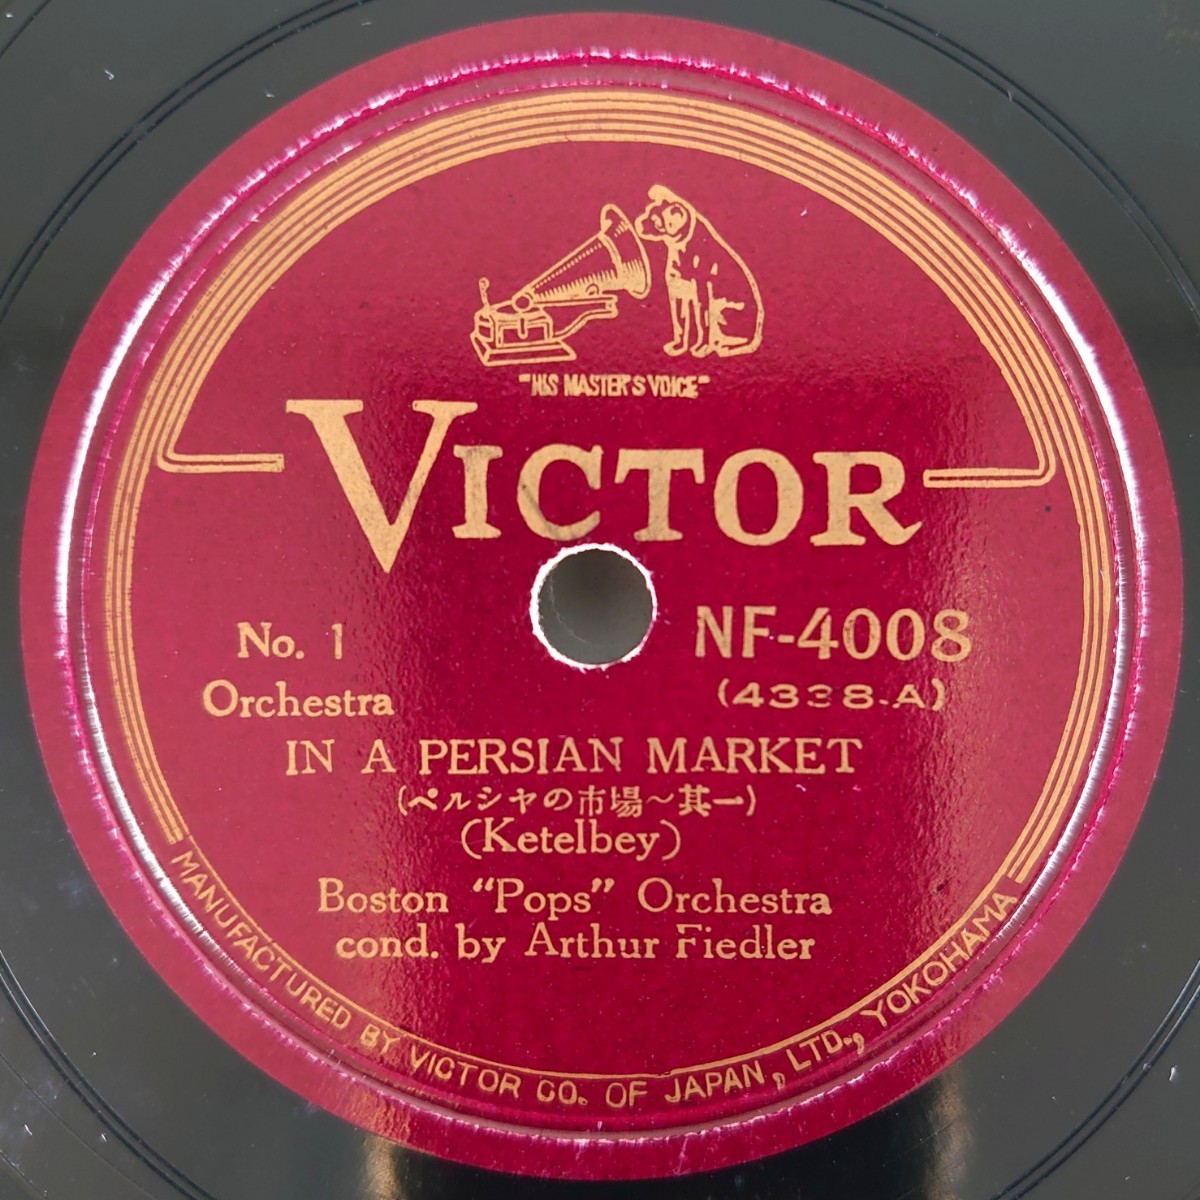 "HIS MASTER'S VOICE"
VICTOR
NF-4008
(4338-A)
No. 1
Orchestra
IN A PERSIAN MARKET
(ペルシヤの市場～其一)
(Ketelbey)
Boston "Pops" Orchestra
cond. by Arthur Fiedler
MANUFACTURED BY VICTOR CO. OF JAPAN, LTD., YOKOHAMA